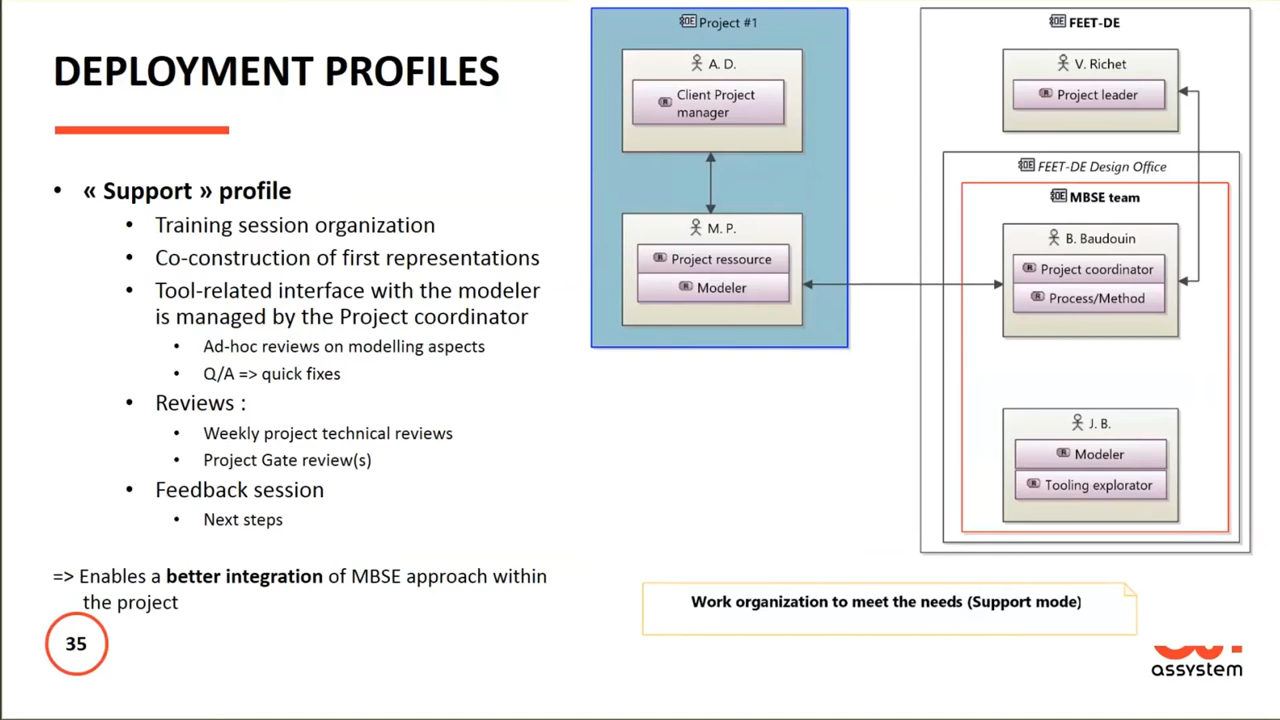 DEPLOYMENT PROFILES
• « Support » profile
• Training session organization
• Co-construction of first representations
• Tool-related interface with the modeler
is managed by the Project coordinator
• Ad-hoc reviews on modelling aspects
• Q/A => quick fixes
• Reviews :
• Weekly project technical reviews
• Project Gate review(s)
• Feedback session
• Next steps
=> Enables a better integration of MBSE approach within
the project
35
OE Project #1
A. D.
R Client Project
manager
M. P.
R Project ressource
R Modeler
OE FEET-DE
V. Richet
R Project leader
OE FEET-DE Design Office
OE MBSE team
B. Baudouin
R Project coordinator
R Process/Method
J. B.
R Modeler
R Tooling explorator
Work organization to meet the needs (Support mode)
assystem